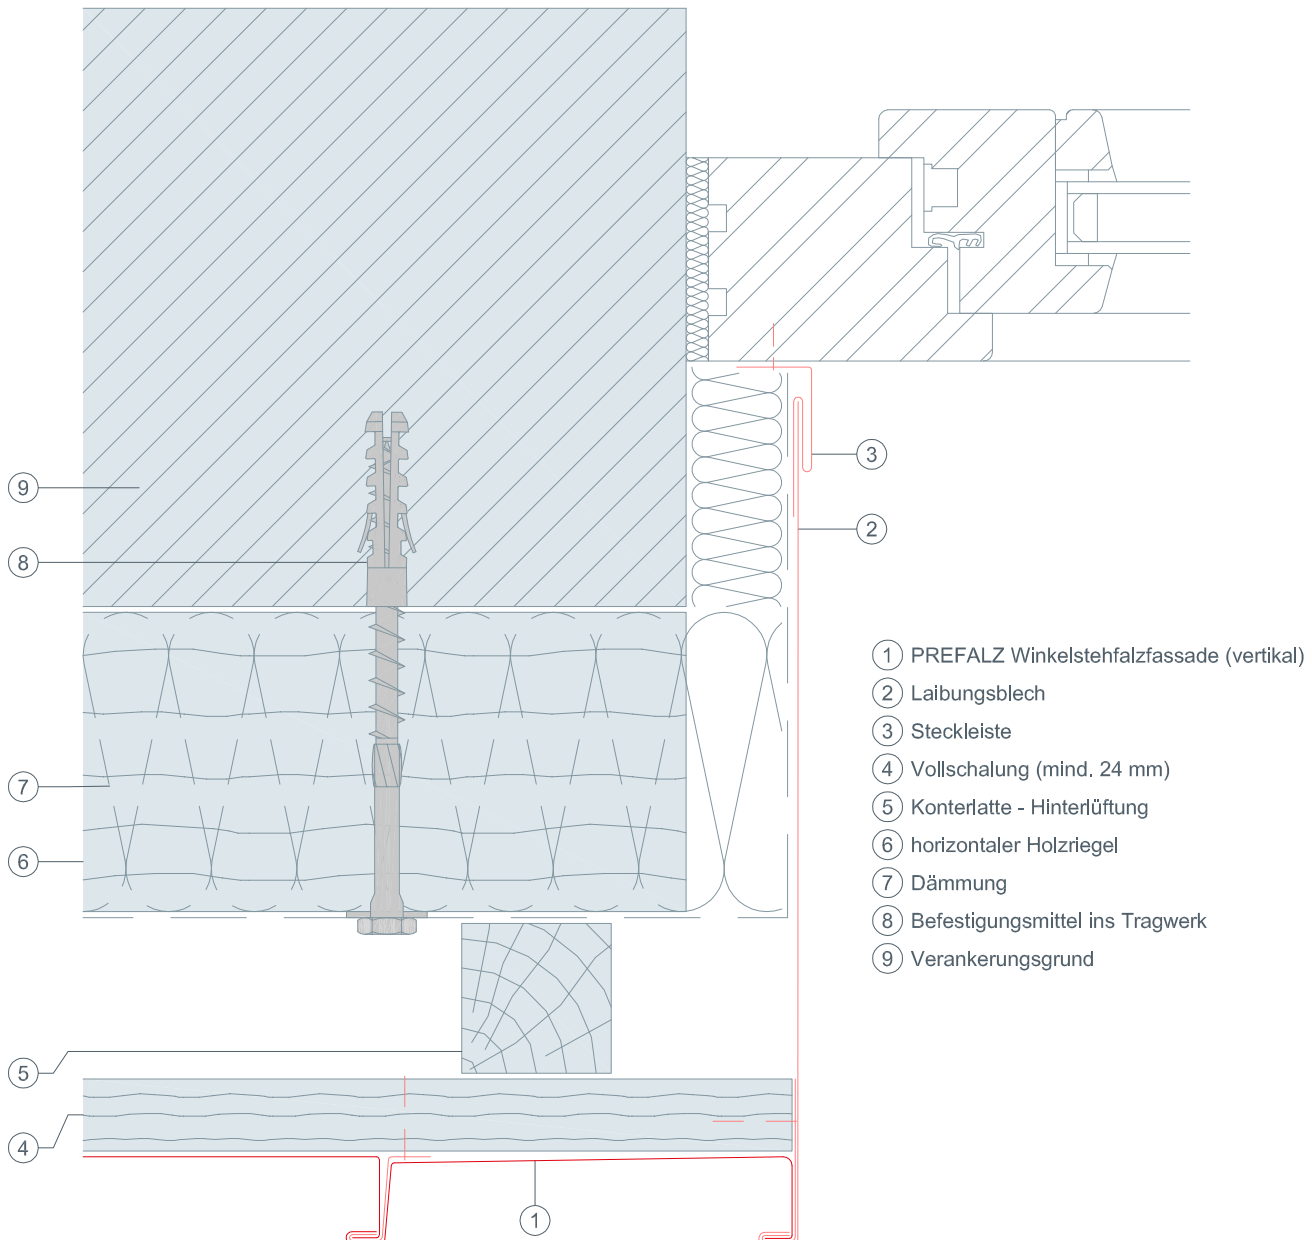 9
8
7
6
5
4
3
2
1
1 PREFALZ Winkelstehfalzfassade (vertikal)
2 Laibungsblech
3 Steckleiste
4 Vollschalung (mind. 24 mm)
5 Konterlatte - Hinterlüftung
6 horizontaler Holzriegel
7 Dämmung
8 Befestigungsmittel ins Tragwerk
9 Verankerungsgrund